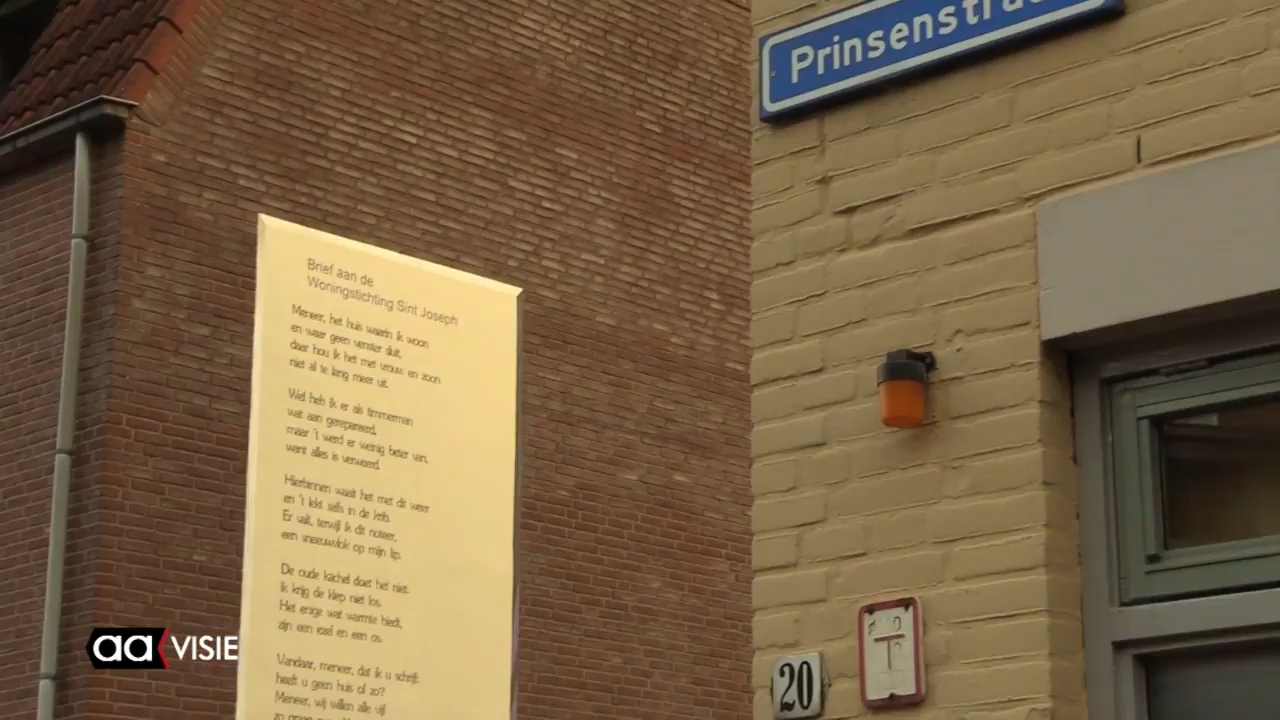 Prinsenstra
Brief aan de
Woningstichting Sint Joseph
Meneer, het huis waarin ik woon
en waar geen venster sluit,
daar hou ik het met vrouw en zoon
niet al te lang meer uit.
Wel heb ik er als timmerman
wat aan gerepareerd,
maar 't werd er weinig beter van,
want alles is verweerd.
Hierbinnen waait het met dit weer
en 't lekt zelfs in de krib.
Er valt, terwijl ik dit noteer,
een sneeuwvlok op mijn lip.
De oude kachel doet het niet:
ik krijg de klep niet los.
Het enige wat warmte biedt,
zijn een ezel en een os.
Vandaar, meneer, dat ik u schrijf:
heeft u geen huis of zo?
Meneer, wij willen alle vijf
zo graag
20
aa VISIE